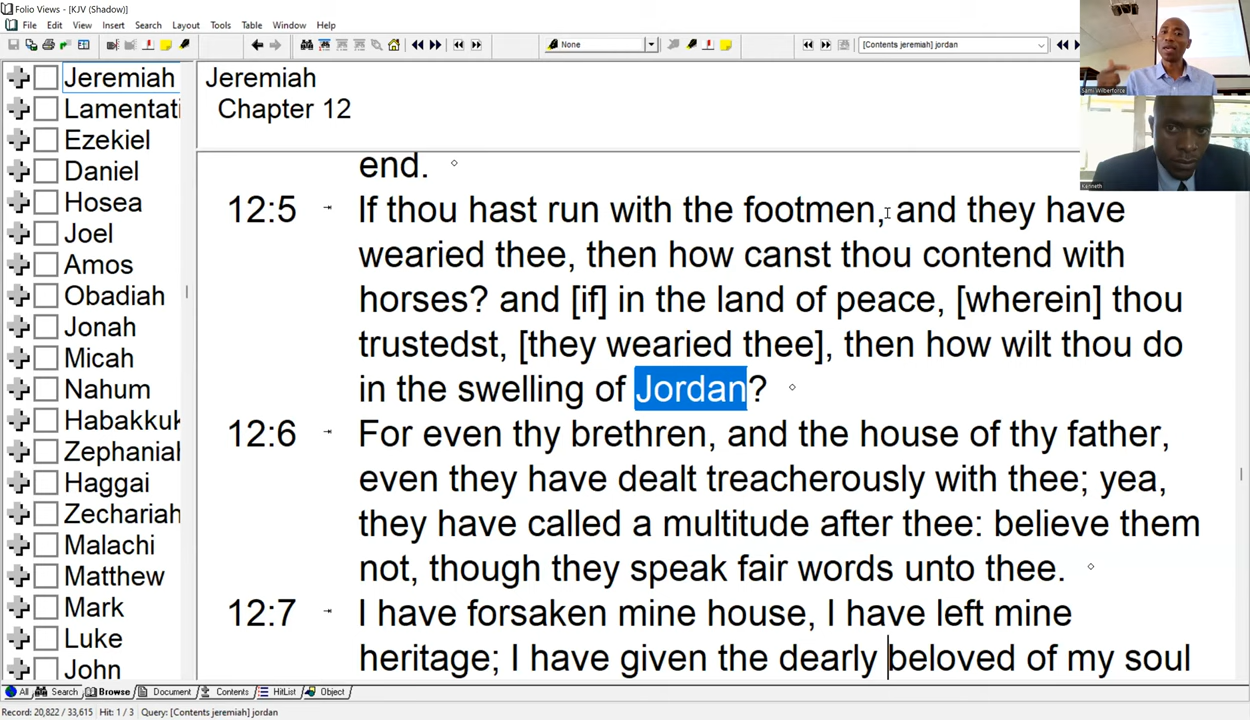 Folio Views - [KJV (Shadow)]
File Edit View Insert Search Layout Tools Table Window Help
None
[Contents jeremiah] jordan
Sami Wilberforce
Kenneth
Jeremiah
Lamentati
Ezekiel
Daniel
Hosea
Joel
Amos
Obadiah
Jonah
Micah
Nahum
Habakkuk
Zephaniah
Haggai
Zechariah
Malachi
Matthew
Mark
Luke
John
Jeremiah
Chapter 12
end.
12:5 If thou hast run with the footmen, and they have
wearied thee, then how canst thou contend with
horses? and [if] in the land of peace, [wherein] thou
trustedst, [they wearied thee], then how wilt thou do
in the swelling of Jordan?
12:6 For even thy brethren, and the house of thy father,
even they have dealt treacherously with thee; yea,
they have called a multitude after thee: believe them
not, though they speak fair words unto thee.
12:7 I have forsaken mine house, I have left mine
heritage; I have given the dearly beloved of my soul
All Search Browse Document Contents HitList Object
Record: 20,822 / 33,615 Hit: 1 / 3 Query: [Contents jeremiah] jordan